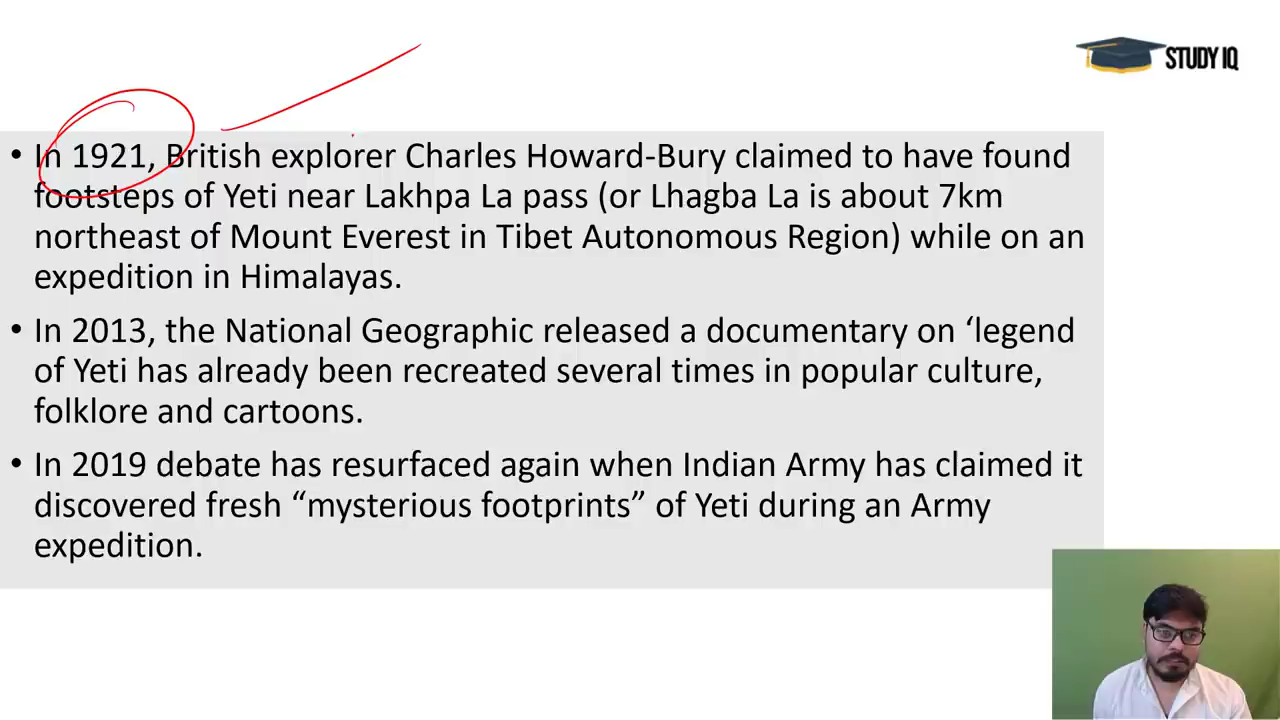 STUDY IQ
• In 1921, British explorer Charles Howard-Bury claimed to have found
footsteps of Yeti near Lakhpa La pass (or Lhagba La is about 7km
northeast of Mount Everest in Tibet Autonomous Region) while on an
expedition in Himalayas.
• In 2013, the National Geographic released a documentary on ‘legend
of Yeti has already been recreated several times in popular culture,
folklore and cartoons.
• In 2019 debate has resurfaced again when Indian Army has claimed it
discovered fresh “mysterious footprints” of Yeti during an Army
expedition.